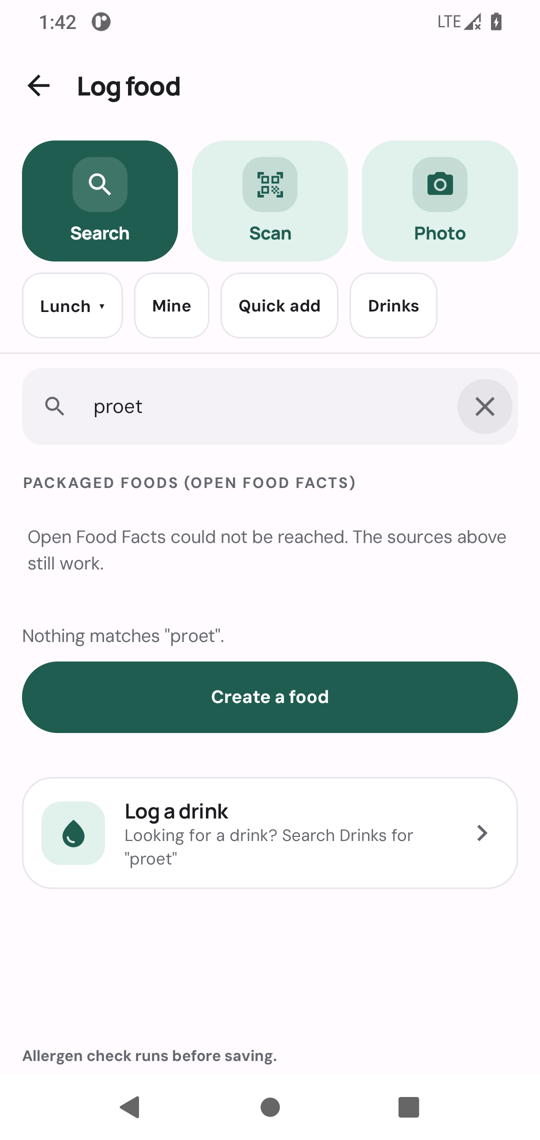 1:42
LTE
Log food
Search
Scan
Photo
Lunch
Mine
Quick add
Drinks
proet
PACKAGED FOODS (OPEN FOOD FACTS)
Open Food Facts could not be reached. The sources above
still work.
Nothing matches "proet".
Create a food
Log a drink
Looking for a drink? Search Drinks for
"proet"
Allergen check runs before saving.